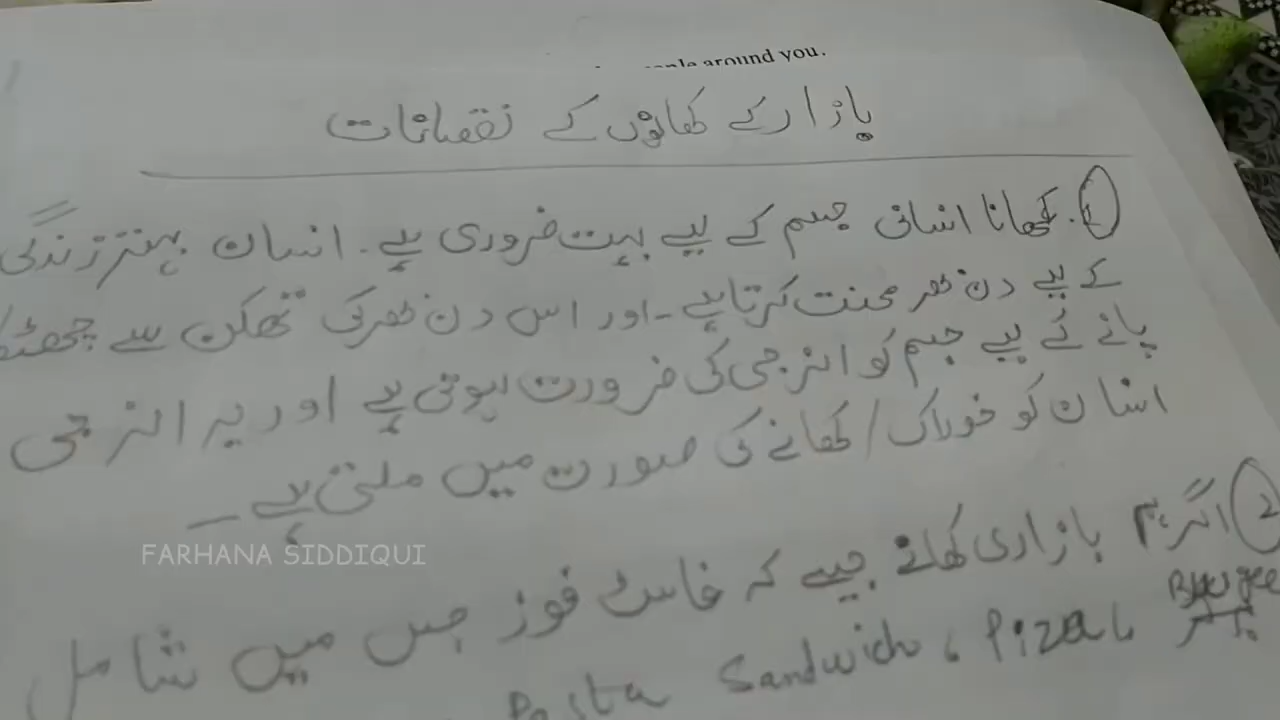 around you.
بازار کے کھانوں کے نقصانات
1. کھانا انسانی جسم کے لیے بہت ضروری ہے۔ انسان بہتر زندگی
کے لیے دن بھر محنت کرتا ہے۔ اور اس دن بھر کی تھکن سے
پانے کے لیے جسم کو انرجی کی ضرورت ہوتی ہے اور یہ انرجی
انسان کو خوراک / کھانے کی صورت میں ملتی ہے۔
2 اگر ہم بازاری کھانے جیسے کہ فاسٹ فوڈ جس میں شامل
Pasta Sandwich، Pizza،
FARHANA SIDDIQUI